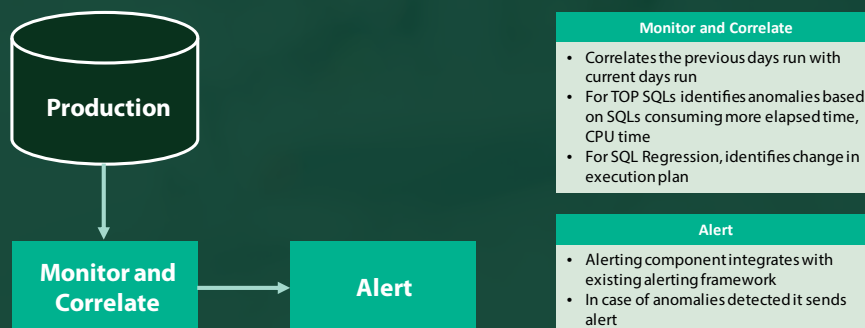 Production
Monitor and
Correlate
Alert
Monitor and Correlate
• Correlates the previous days run with
current days run
• For TOP SQLs identifies anomalies based
on SQLs consuming more elapsed time,
CPU time
• For SQL Regression, identifies change in
execution plan
Alert
• Alerting component integrates with
existing alerting framework
• In case of anomalies detected it sends
alert